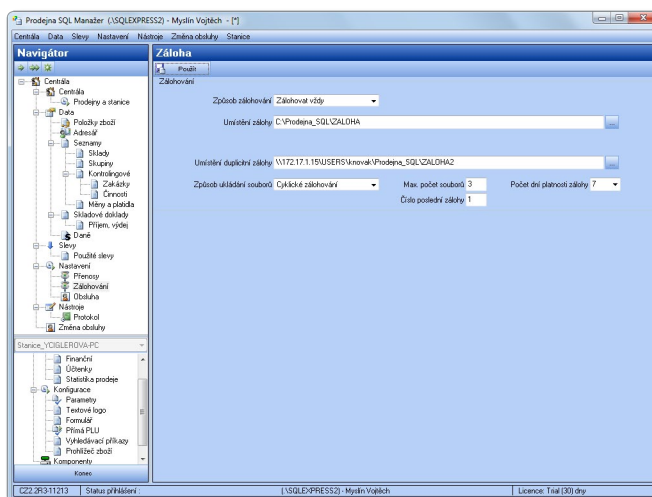 Prodejna SQL Manažer (.\SQLEXPRESS2) - Myslín Vojtěch - [*]
Centrála Data Slevy Nastavení Nástroje Změna obsluhy Stanice
Navigátor
Centrála
Centrála
Prodejny a stanice
Data
Položky zboží
Adresář
Seznamy
Sklady
Skupiny
Kontrolingové
Zakázky
Činnosti
Měny a platidla
Skladové doklady
Příjem, výdej
Daně
Slevy
Použité slevy
Nastavení
Přenosy
Zálohování
Obsluha
Nástroje
Protokol
Změna obsluhy
Stanice_YCIGLEROVA-PC
Finanční
Účtenky
Statistika prodeje
Konfigurace
Parametry
Textové logo
Formulář
Přímá PLU
Vyhledávací příkazy
Prohlížeč zboží
Komponenty
Konec
Záloha
Použít
Zálohování
Způsob zálohování Zálohovat vždy
Umístění zálohy C:\Prodejna_SQL\ZALOHA ...
Umístění duplicitní zálohy \\172.17.1.15\USERS\knovak\Prodejna_SQL\ZALOHA2 ...
Způsob ukládání souborů Cyklické zálohování Max. počet souborů 3 Počet dní platnosti zálohy 7
Číslo poslední zálohy 1
CZ2.2R3-11213 Status přihlášení : (.\SQLEXPRESS2) - Myslín Vojtěch Licence: Trial (30) dny